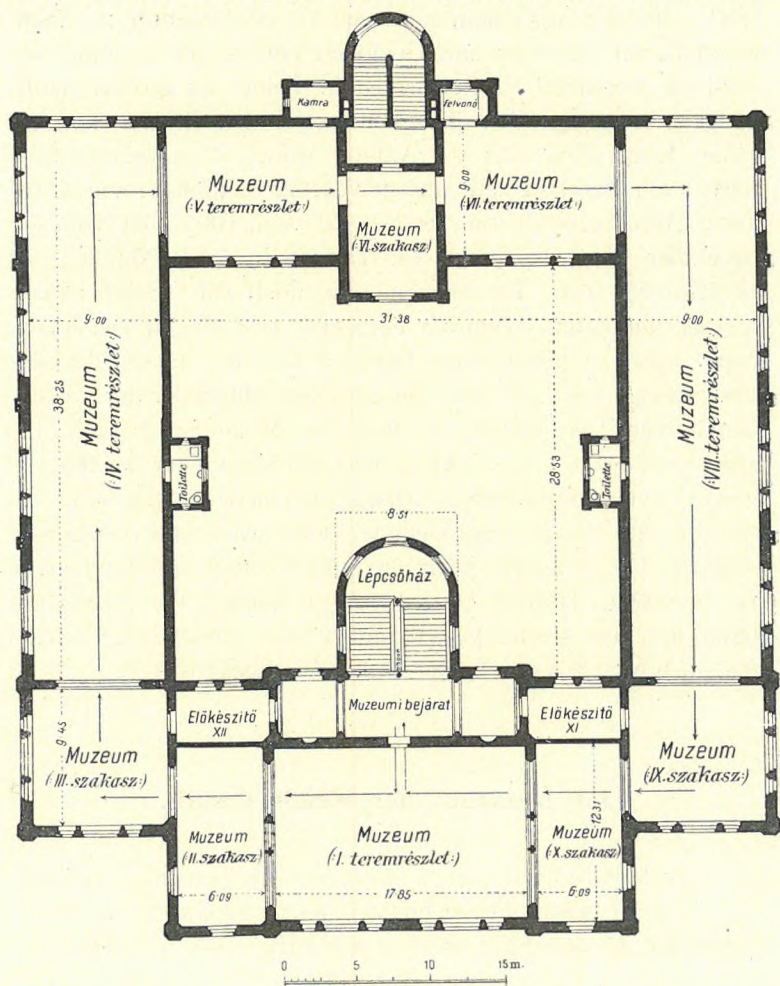 Kamra
felvonó
Muzeum
(:V. teremrészlet:)
9·00
Muzeum
(:VII. teremrészlet:)
Muzeum
(:VI. szakasz:)
9·00
31·38
9·00
38·25
Muzeum
(:IV. teremrészlet:)
Muzeum
(:VIII. teremrészlet:)
28·53
Toilette
Toilette
8·51
Lépcsőház
Előkészítő
XII
Muzeumi bejárat
Előkészítő
XI
9·45
Muzeum
(:III. szakasz:)
Muzeum
(:IX. szakasz:)
12·31
Muzeum
(:II. szakasz:)
Muzeum
(:I. teremrészlet:)
Muzeum
(:X. szakasz:)
6·09
17·85
6·09
0 5 10 15 m.